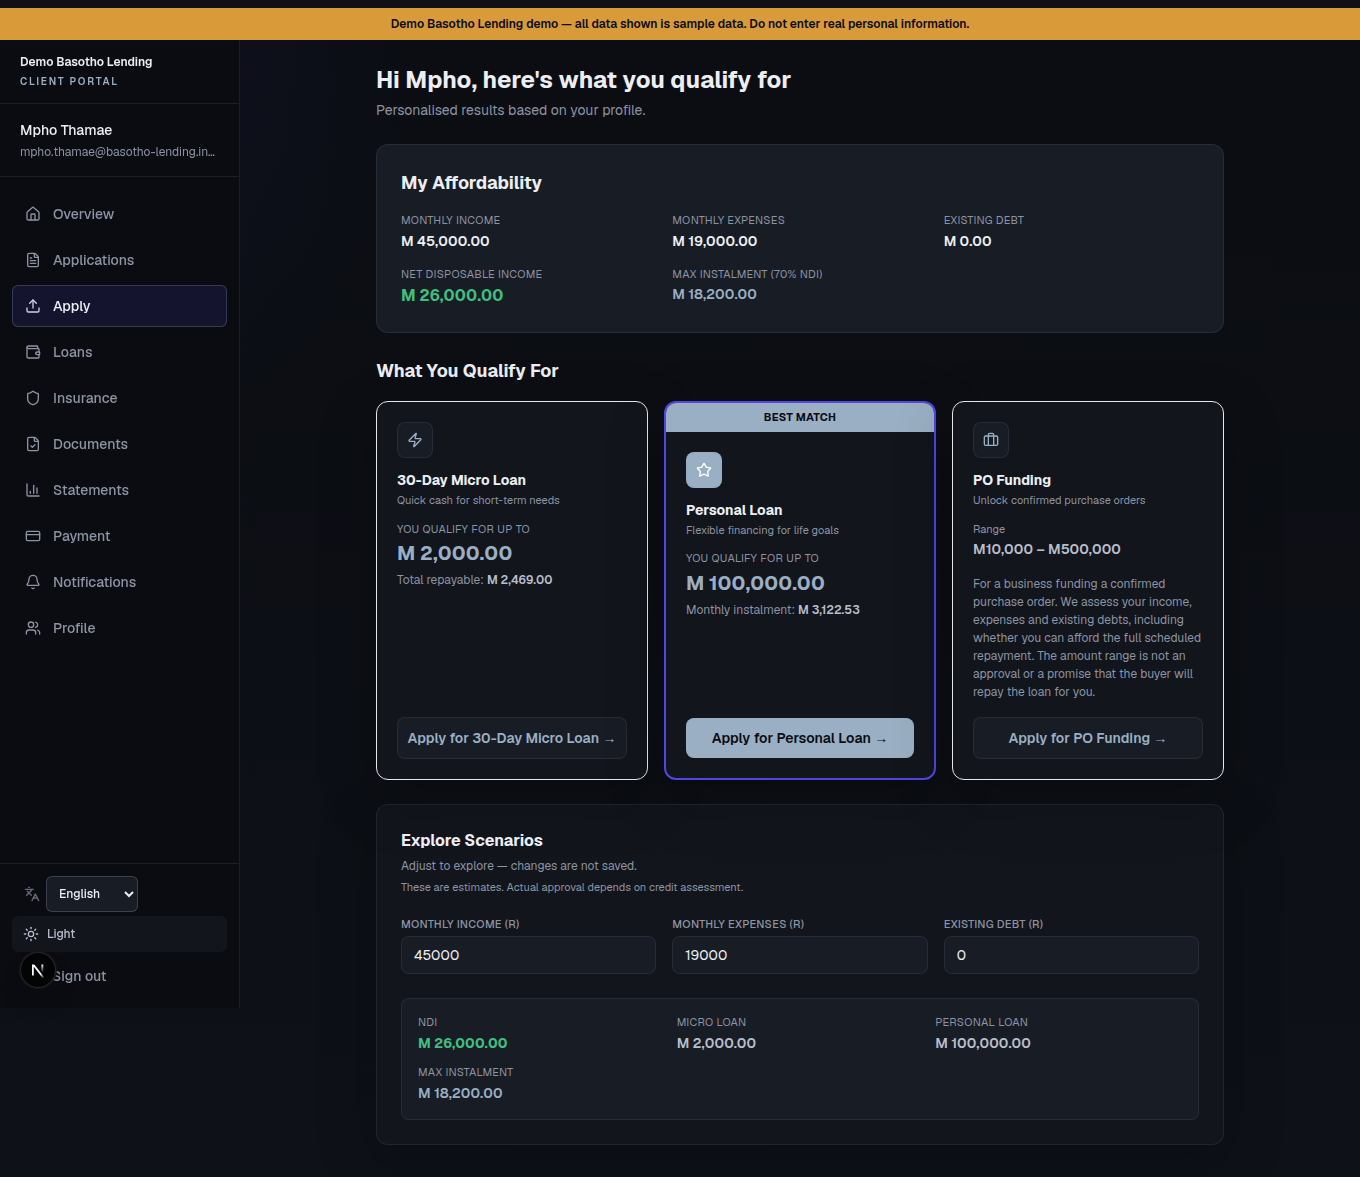 Demo Basotho Lending demo — all data shown is sample data. Do not enter real personal information.
Demo Basotho Lending
CLIENT PORTAL
Mpho Thamae
mpho.thamae@basotho-lending.in…
Overview
Applications
Apply
Loans
Insurance
Documents
Statements
Payment
Notifications
Profile
English
Light
N
Sign out
Hi Mpho, here's what you qualify for
Personalised results based on your profile.
My Affordability
MONTHLY INCOME
M 45,000.00
MONTHLY EXPENSES
M 19,000.00
EXISTING DEBT
M 0.00
NET DISPOSABLE INCOME
M 26,000.00
MAX INSTALMENT (70% NDI)
M 18,200.00
What You Qualify For
30-Day Micro Loan
Quick cash for short-term needs
YOU QUALIFY FOR UP TO
M 2,000.00
Total repayable: M 2,469.00
Apply for 30-Day Micro Loan →
BEST MATCH
Personal Loan
Flexible financing for life goals
YOU QUALIFY FOR UP TO
M 100,000.00
Monthly instalment: M 3,122.53
Apply for Personal Loan →
PO Funding
Unlock confirmed purchase orders
Range
M10,000 – M500,000
For a business funding a confirmed
purchase order. We assess your income,
expenses and existing debts, including
whether you can afford the full scheduled
repayment. The amount range is not an
approval or a promise that the buyer will
repay the loan for you.
Apply for PO Funding →
Explore Scenarios
Adjust to explore — changes are not saved.
These are estimates. Actual approval depends on credit assessment.
MONTHLY INCOME (R)
45000
MONTHLY EXPENSES (R)
19000
EXISTING DEBT (R)
0
NDI
M 26,000.00
MICRO LOAN
M 2,000.00
PERSONAL LOAN
M 100,000.00
MAX INSTALMENT
M 18,200.00